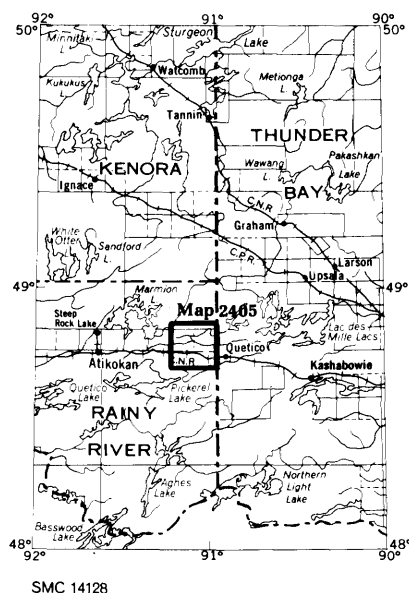 92° 91° 90°
50°
Minnitaki L.
Sturgeon Lake
Walcomb
Kukukus L.
Metionga L.
Tannin
THUNDER BAY
KENORA
Wawang L.
Pakashkan Lake
Ignace
C.N.R.
Graham
White Otter L.
Sandford L.
C.P.R.
Larson
Upsala
49° 49°
Marmion L.
Map 2465
Steep Rock Lake
Lac des Mille Lacs
Quetico
C.N.R.
Atikokan
Kashabowie
Quetico Lake
Pickerel Lake
RAINY RIVER
Agnes Lake
Northern Light Lake
Basswood Lake
48° 48°
92° 91° 90°
SMC 14128